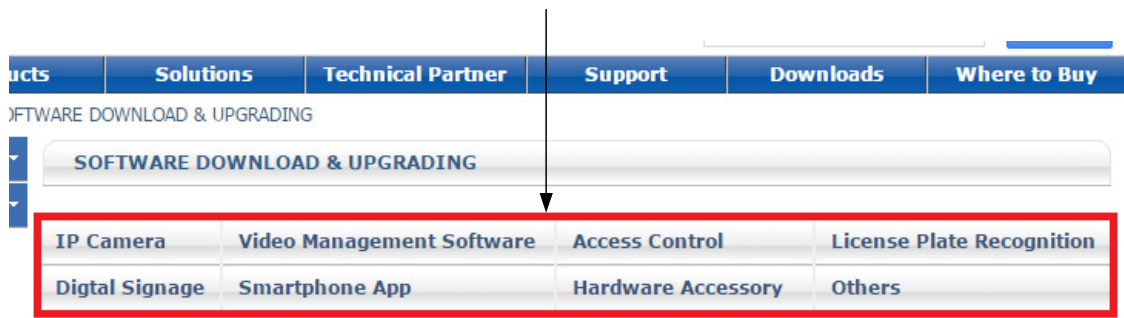 ucts Solutions Technical Partner Support Downloads Where to Buy
OFTWARE DOWNLOAD & UPGRADING
SOFTWARE DOWNLOAD & UPGRADING
IP Camera Video Management Software Access Control License Plate Recognition
Digtal Signage Smartphone App Hardware Accessory Others